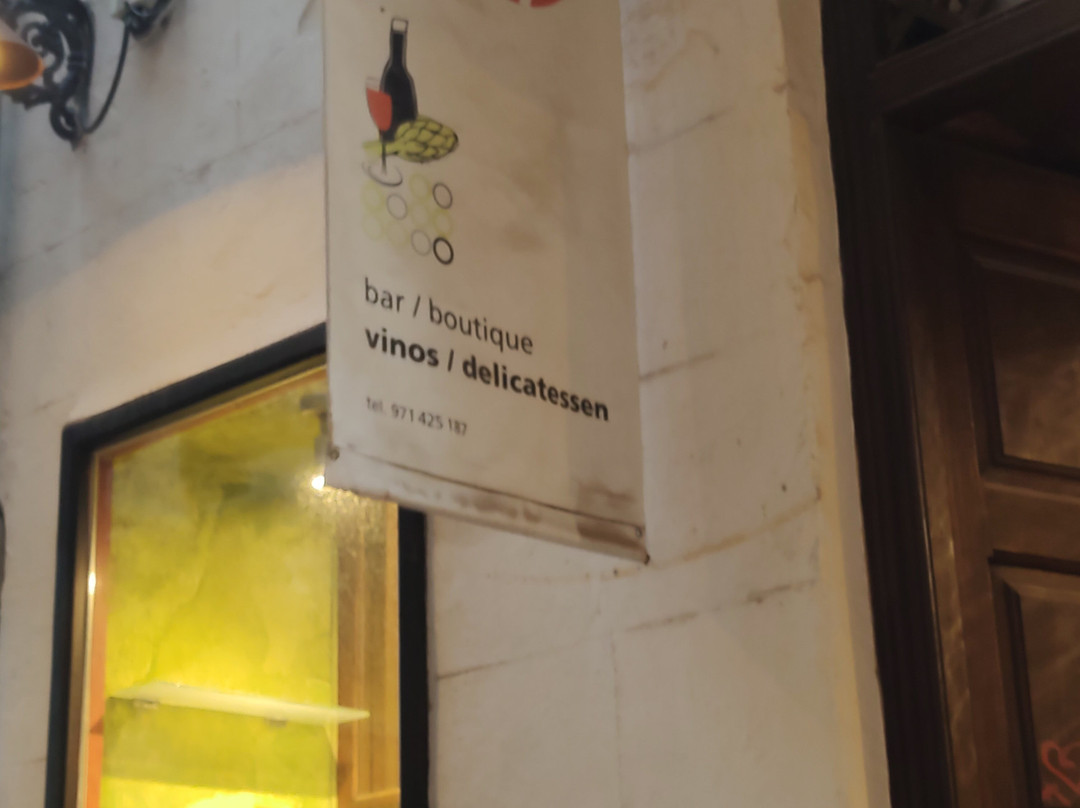 bar / boutique
vinos / delicatessen
tel. 971 425 187